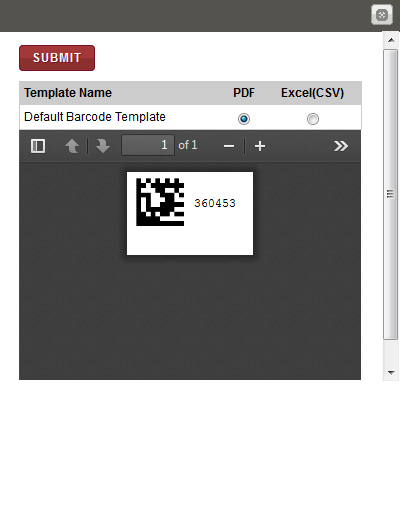 SUBMIT
Template Name PDF Excel(CSV)
Default Barcode Template
1 of 1
360453